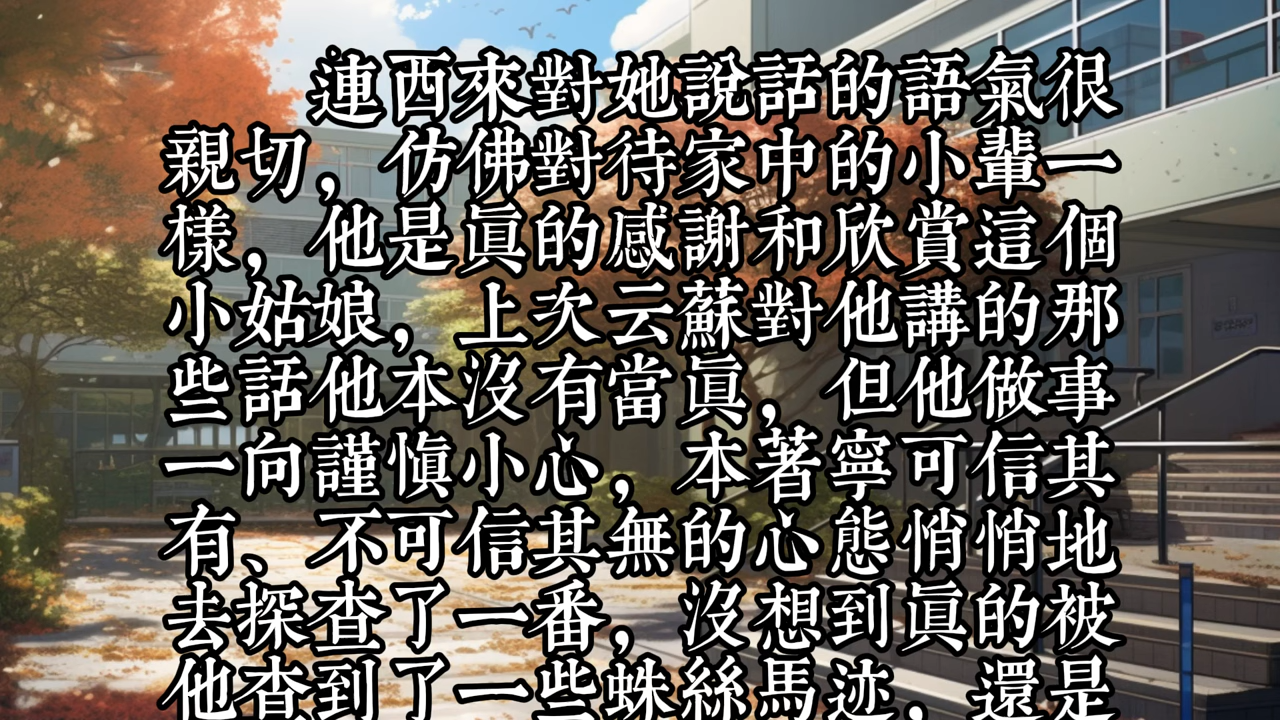 連西來對她說話的語氣很
親切，仿佛對待家中的小輩一
樣，他是眞的感謝和欣賞這個
小姑娘，上次云蘇對他講的那
些話他本沒有當眞，但他做事
一向謹愼小心，本著寧可信其
有、不可信其無的心態悄悄地
去探查了一番，沒想到眞的被
他查到了一些蛛絲馬迹，還是